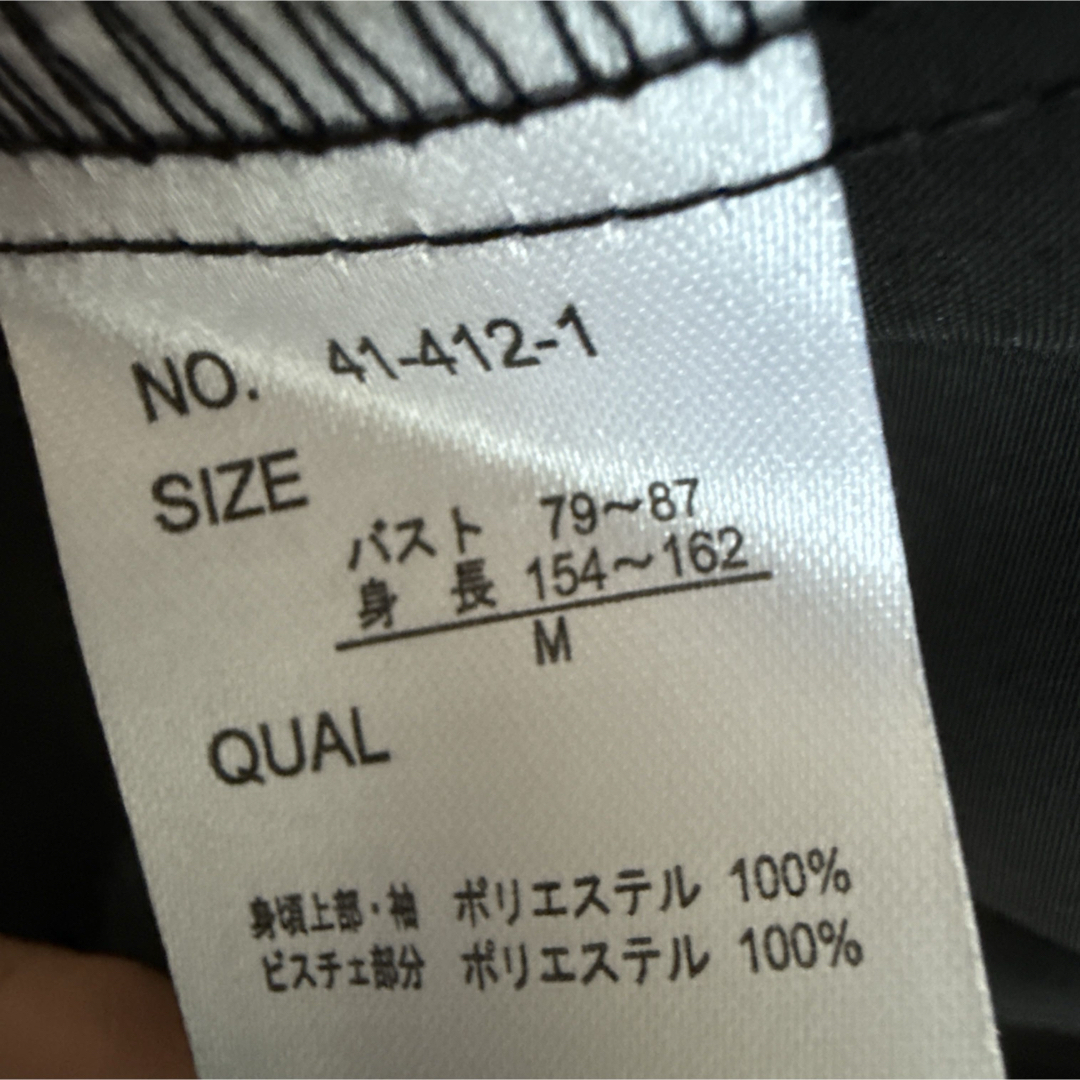 NO. 41-412-1
SIZE
バスト 79～87
身 長 154～162
M
QUAL
身頃上部・袖 ポリエステル 100%
ビスチェ部分 ポリエステル 100%